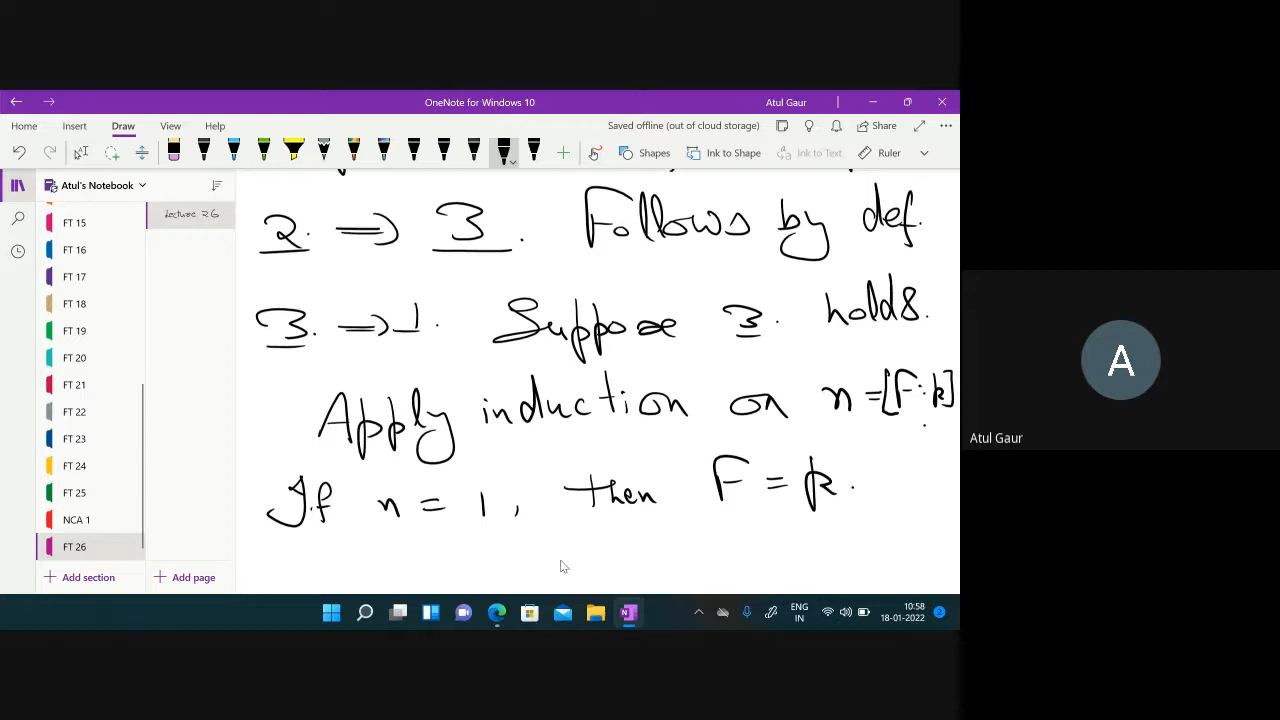 OneNote for Windows 10
Atul Gaur
Home Insert Draw View Help
Saved offline (out of cloud storage)
Share
Shapes
Ink to Shape
Ink to Text
Ruler
Atul's Notebook
Lecture 26
FT 15
FT 16
FT 17
FT 18
FT 19
FT 20
FT 21
FT 22
FT 23
FT 24
FT 25
NCA 1
FT 26
+ Add section
+ Add page
2. ⟹ 3. Follows by def.
3. ⟹ 1. Suppose 3. holds.
Apply induction on n = [F:k]
If n = 1, then F = k.
A
Atul Gaur
ENG
IN
10:58
18-01-2022
2